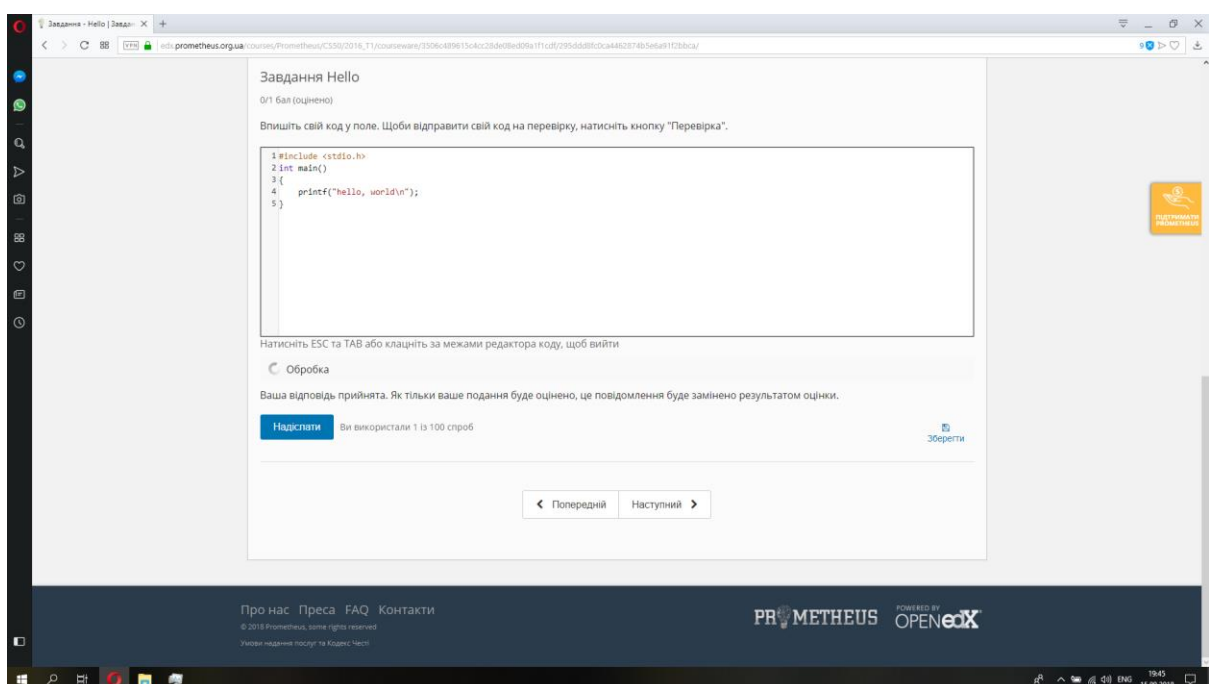 Завдання - Hello | Завда
VPN
edx.prometheus.org.ua/courses/Prometheus/CS50/2016_T1/courseware/
9
Завдання Hello
0/1 бал (оцінено)
Впишіть свій код у поле. Щоби відправити свій код на перевірку, натисніть кнопку "Перевірка".
1 #include <stdio.h>
2 int main()
3 {
4 printf("hello, world\n");
5 }
ПІДТРИМАТИ
PROMETHEUS
Натисніть ESC та TAB або клацніть за межами редактора коду, щоб вийти
Обробка
Ваша відповідь прийнята. Як тільки ваше подання буде оцінено, це повідомлення буде замінено результатом оцінки.
Надіслати Ви використали 1 із 100 спроб
Зберегти
Попередній Наступний
Про нас Преса FAQ Контакти
© 2018 Prometheus, some rights reserved
Умови надання послуг та Кодекс Честі
PROMETHEUS
POWERED BY
OPEN edX
ENG 19:45